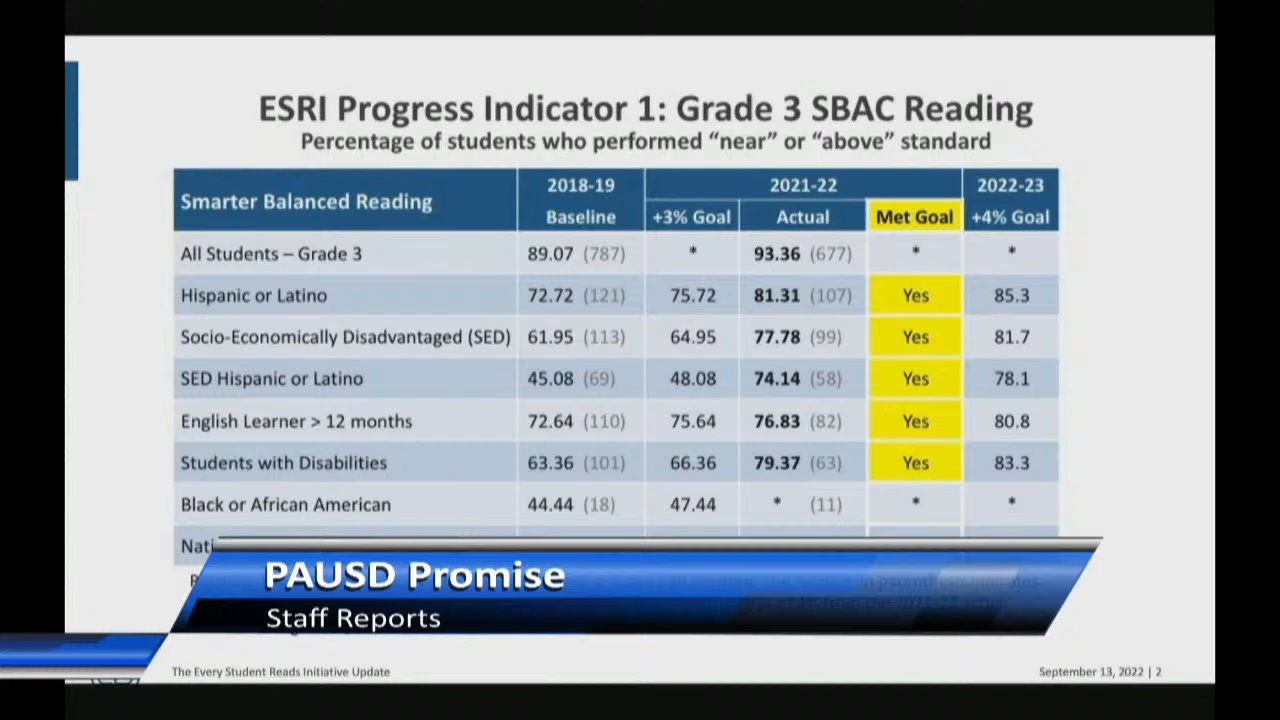 ESRI Progress Indicator 1: Grade 3 SBAC Reading
Percentage of students who performed “near” or “above” standard
Smarter Balanced Reading 2018-19 2021-22 2022-23
Baseline +3% Goal Actual Met Goal +4% Goal
All Students – Grade 3 89.07 (787) * 93.36 (677) * *
Hispanic or Latino 72.72 (121) 75.72 81.31 (107) Yes 85.3
Socio-Economically Disadvantaged (SED) 61.95 (113) 64.95 77.78 (99) Yes 81.7
SED Hispanic or Latino 45.08 (69) 48.08 74.14 (58) Yes 78.1
English Learner > 12 months 72.64 (110) 75.64 76.83 (82) Yes 80.8
Students with Disabilities 63.36 (101) 66.36 79.37 (63) Yes 83.3
Black or African American 44.44 (18) 47.44 * (11) * *
PAUSD Promise
Staff Reports
The Every Student Reads Initiative Update September 13, 2022 | 2